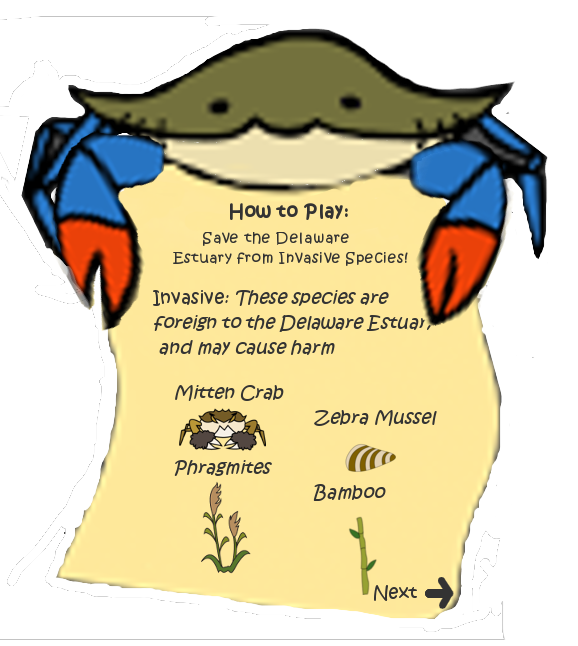 How to Play:
Save the Delaware
Estuary from Invasive Species!
Invasive: These species are
foreign to the Delaware Estuar
and may cause harm
Mitten Crab
Zebra Mussel
Phragmites
Bamboo
Next